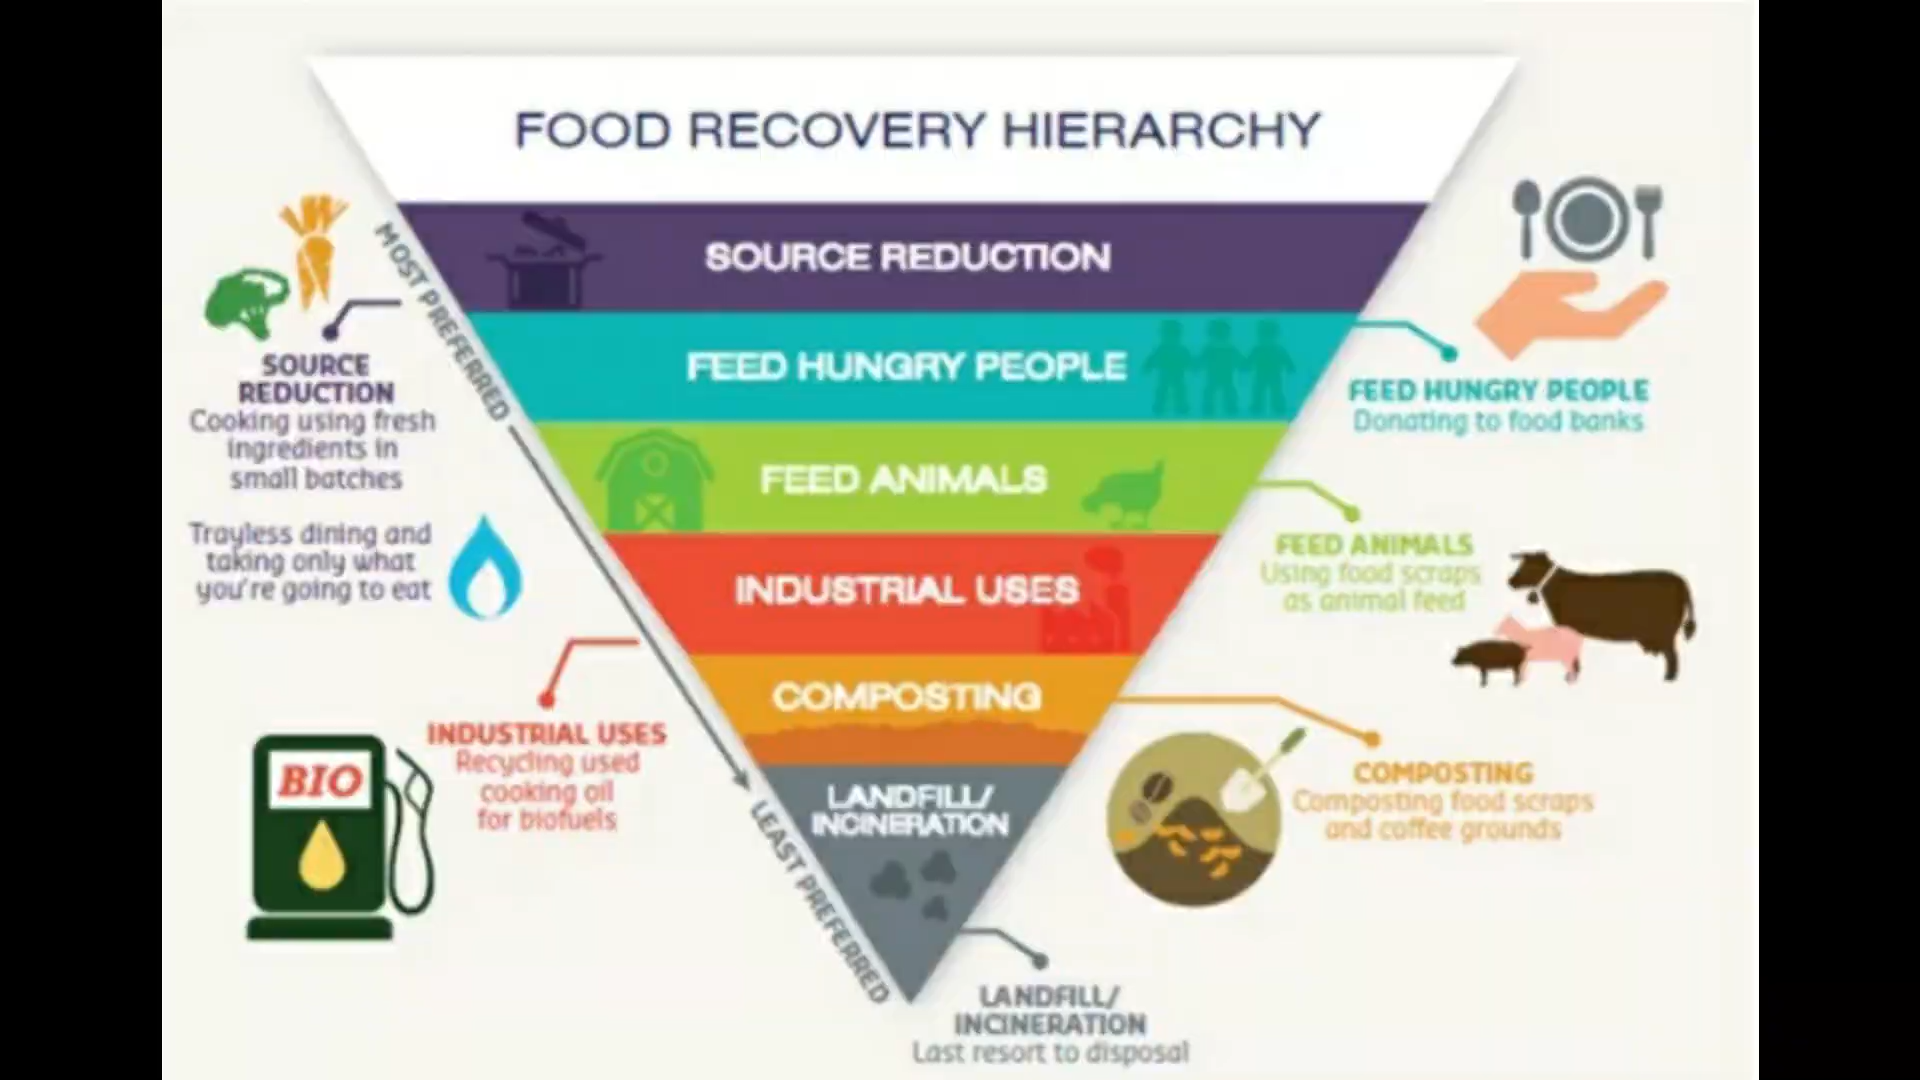 FOOD RECOVERY HIERARCHY
MOST PREFERRED
SOURCE REDUCTION
FEED HUNGRY PEOPLE
FEED ANIMALS
INDUSTRIAL USES
COMPOSTING
LANDFILL/
INCINERATION
LEAST PREFERRED
SOURCE
REDUCTION
Cooking using fresh
ingredients in
small batches
Trayless dining and
taking only what
you're going to eat
INDUSTRIAL USES
Recycling used
cooking oil
for biofuels
BIO
FEED HUNGRY PEOPLE
Donating to food banks
FEED ANIMALS
Using food scraps
as animal feed
COMPOSTING
Composting food scraps
and coffee grounds
LANDFILL/
INCINERATION
Last resort to disposal